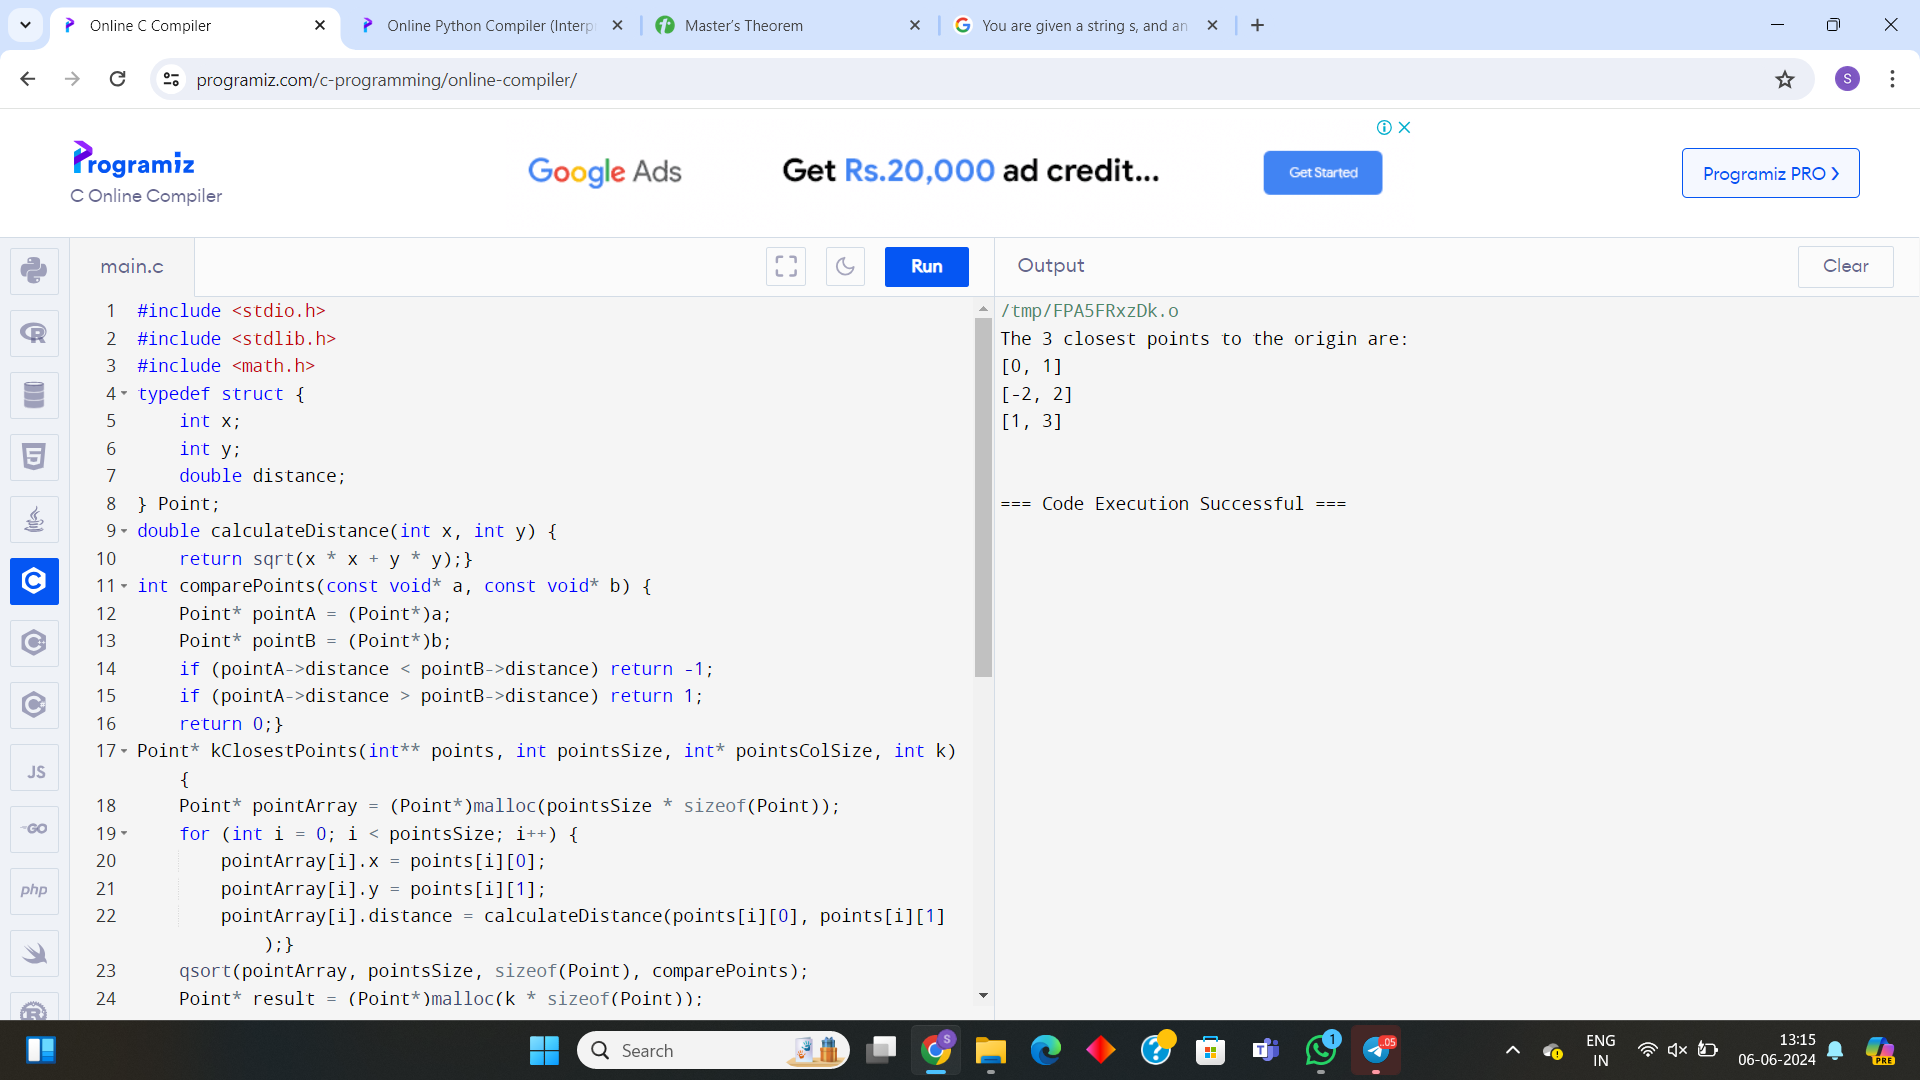 Online C Compiler
Online Python Compiler (Interp
Master's Theorem
You are given a string s, and an
programiz.com/c-programming/online-compiler/
S
Programiz
C Online Compiler
Google Ads
Get Rs.20,000 ad credit...
Get Started
Programiz PRO >
main.c
Run
Output
Clear
1 #include <stdio.h>
2 #include <stdlib.h>
3 #include <math.h>
4 typedef struct {
5 int x;
6 int y;
7 double distance;
8 } Point;
9 double calculateDistance(int x, int y) {
10 return sqrt(x * x + y * y);}
11 int comparePoints(const void* a, const void* b) {
12 Point* pointA = (Point*)a;
13 Point* pointB = (Point*)b;
14 if (pointA->distance < pointB->distance) return -1;
15 if (pointA->distance > pointB->distance) return 1;
16 return 0;}
17 Point* kClosestPoints(int** points, int pointsSize, int* pointsColSize, int k)
{
18 Point* pointArray = (Point*)malloc(pointsSize * sizeof(Point));
19 for (int i = 0; i < pointsSize; i++) {
20 pointArray[i].x = points[i][0];
21 pointArray[i].y = points[i][1];
22 pointArray[i].distance = calculateDistance(points[i][0], points[i][1]
);}
23 qsort(pointArray, pointsSize, sizeof(Point), comparePoints);
24 Point* result = (Point*)malloc(k * sizeof(Point));
/tmp/FPA5FRxzDk.o
The 3 closest points to the origin are:
[0, 1]
[-2, 2]
[1, 3]
=== Code Execution Successful ===
JS
GO
php
Search
S
1
..05
ENG
IN
13:15
06-06-2024
PRE